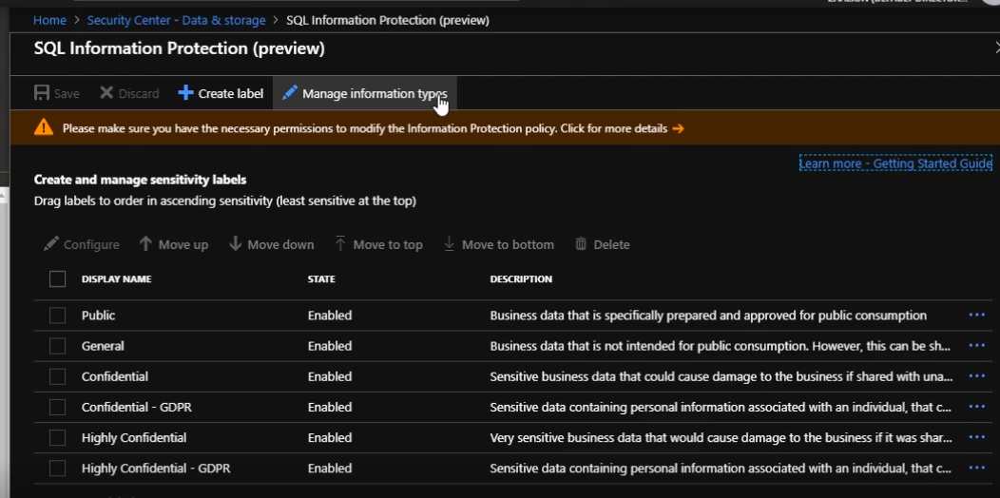 Home > Security Center - Data & storage > SQL Information Protection (preview)
SQL Information Protection (preview)
Save Discard Create label Manage information types
Please make sure you have the necessary permissions to modify the Information Protection policy. Click for more details →
Learn more - Getting Started Guide
Create and manage sensitivity labels
Drag labels to order in ascending sensitivity (least sensitive at the top)
Configure Move up Move down Move to top Move to bottom Delete
DISPLAY NAME STATE DESCRIPTION
Public Enabled Business data that is specifically prepared and approved for public consumption
General Enabled Business data that is not intended for public consumption. However, this can be sh...
Confidential Enabled Sensitive business data that could cause damage to the business if shared with una...
Confidential - GDPR Enabled Sensitive data containing personal information associated with an individual, that c...
Highly Confidential Enabled Very sensitive business data that would cause damage to the business if it was shar...
Highly Confidential - GDPR Enabled Sensitive data containing personal information associated with an individual, that c...